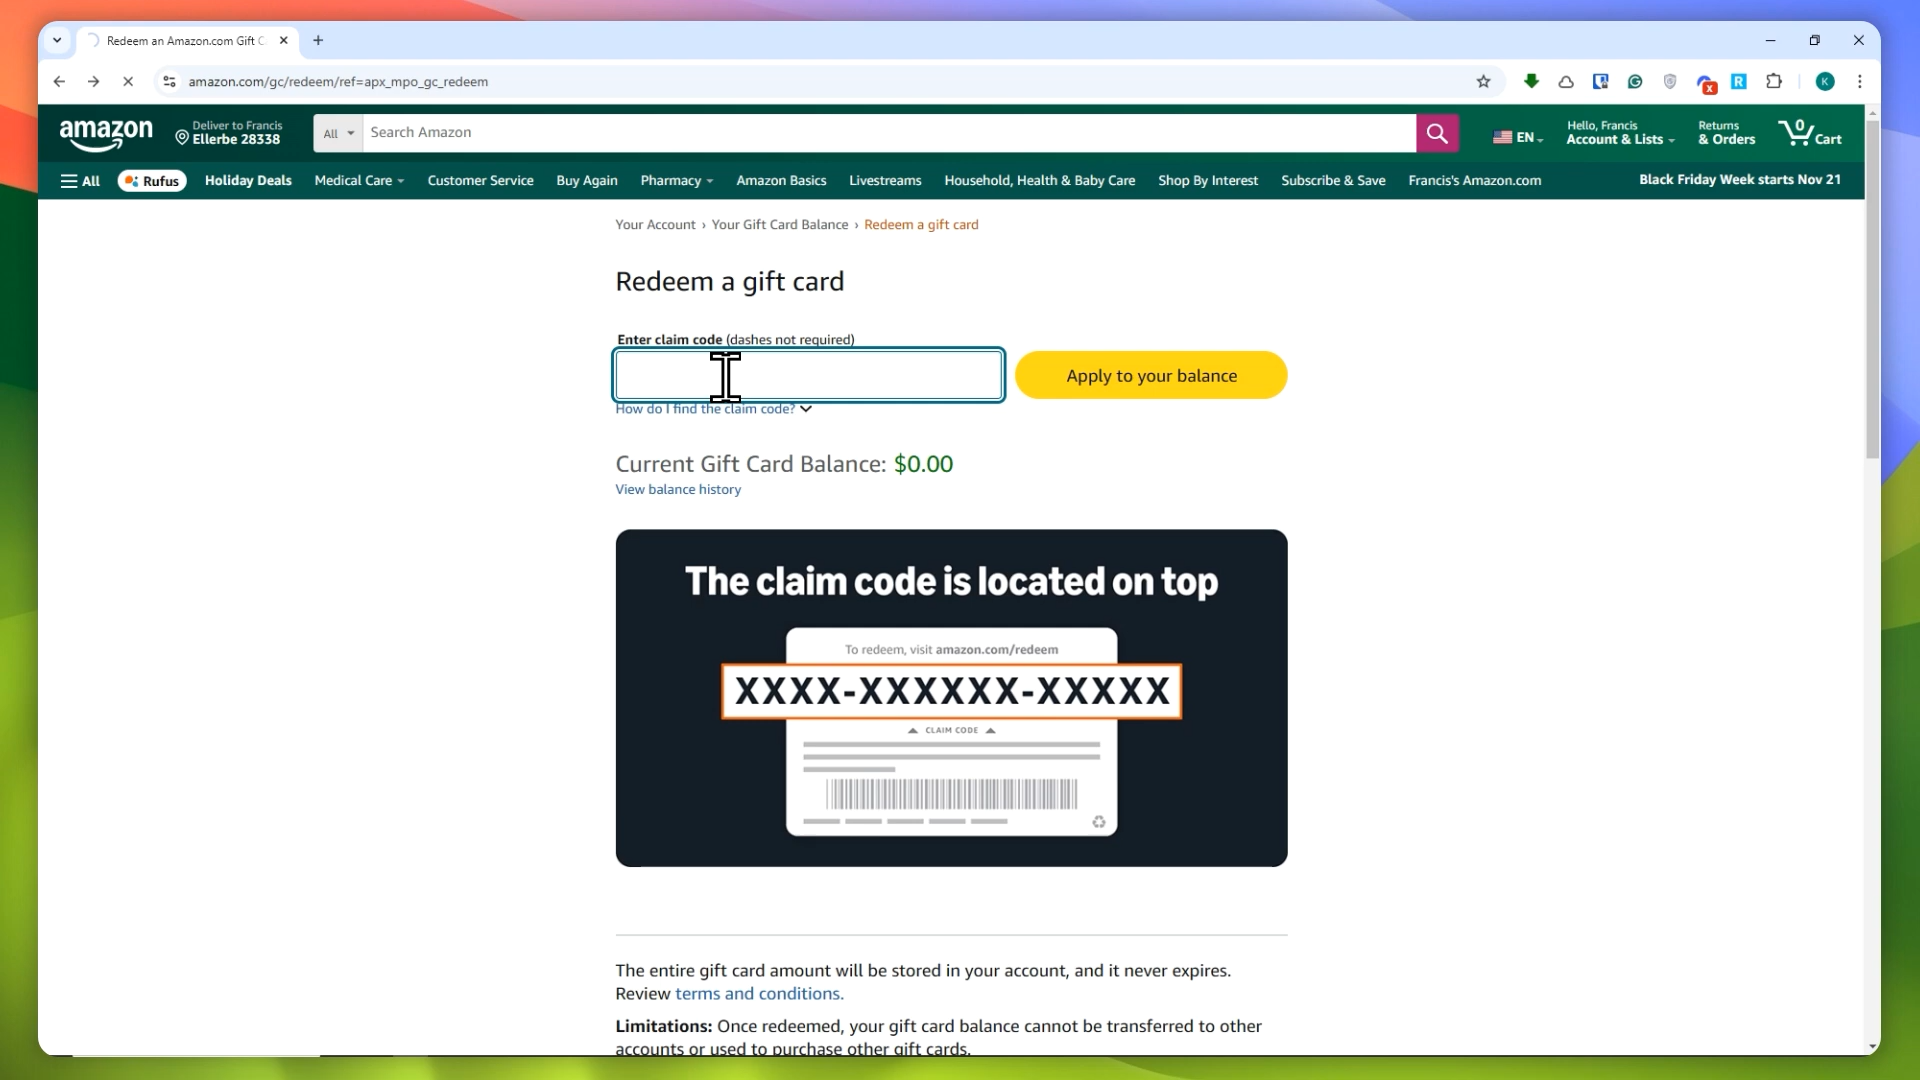 Redeem an Amazon.com Gift C
amazon.com/gc/redeem/ref=apx_mpo_gc_redeem
x
R
K
amazon
Deliver to Francis
Ellerbe 28338
All
Search Amazon
EN
Hello, Francis
Account & Lists
Returns
& Orders
0
Cart
All
Rufus
Holiday Deals
Medical Care
Customer Service
Buy Again
Pharmacy
Amazon Basics
Livestreams
Household, Health & Baby Care
Shop By Interest
Subscribe & Save
Francis's Amazon.com
Black Friday Week starts Nov 21
Your Account › Your Gift Card Balance › Redeem a gift card
Redeem a gift card
Enter claim code (dashes not required)
Apply to your balance
How do I find the claim code?
Current Gift Card Balance: $0.00
View balance history
The claim code is located on top
To redeem, visit amazon.com/redeem
XXXX-XXXXXX-XXXXX
CLAIM CODE
The entire gift card amount will be stored in your account, and it never expires.
Review terms and conditions.
Limitations: Once redeemed, your gift card balance cannot be transferred to other
accounts or used to purchase other gift cards.